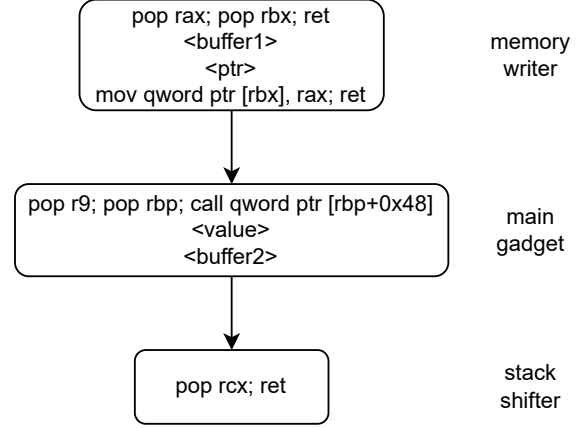 pop rax; pop rbx; ret
<buffer1>
<ptr>
mov qword ptr [rbx], rax; ret
memory
writer
pop r9; pop rbp; call qword ptr [rbp+0x48]
<value>
<buffer2>
main
gadget
pop rcx; ret
stack
shifter